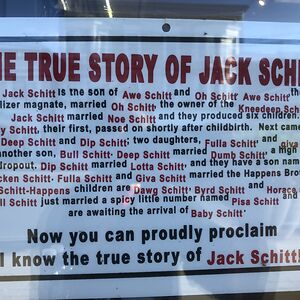 HE TRUE STORY OF JACK SCH
Jack Schitt is the son of Awe Schitt and Oh Schitt. Awe Schitt the
lizer magnate, married Oh Schitt, the owner of the Kneedeep Sch
Jack Schitt married Noe Schitt and they produced six children.
y Schitt, their first, passed on shortly after childbirth. Next came
Deep Schitt and Dip Schitt; two daughters, Fulla Schitt and giva
another son, Bull Schitt. Deep Schitt married Dumb Schitt, a
ropout. Dip Schitt married Lotta Schitt, and they have a son nam
cken Schitt. Fulla Schitt and Giva Schitt married the Happens Bro
Schitt-Happens children are Dawg Schitt, Byrd Schitt and Horace
ll Schitt just married a spicy little number named Pisa Schitt and
are awaiting the arrival of Baby Schitt.
Now you can proudly proclaim
I know the true story of Jack Schitt!